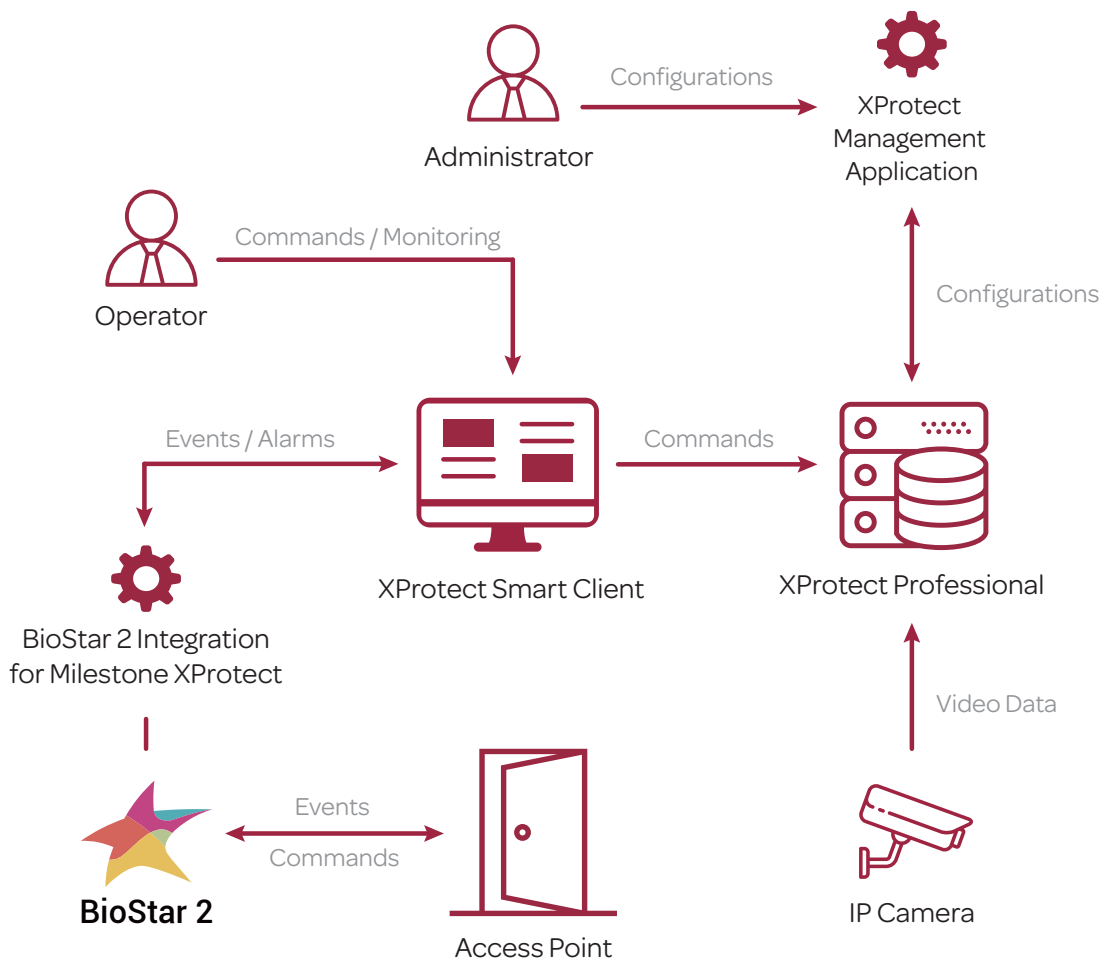 Configurations
XProtect
Management
Application
Administrator
Commands / Monitoring
Operator
Configurations
Events / Alarms
Commands
XProtect Smart Client
XProtect Professional
BioStar 2 Integration
for Milestone XProtect
Video Data
Events
Commands
BioStar 2
IP Camera
Access Point